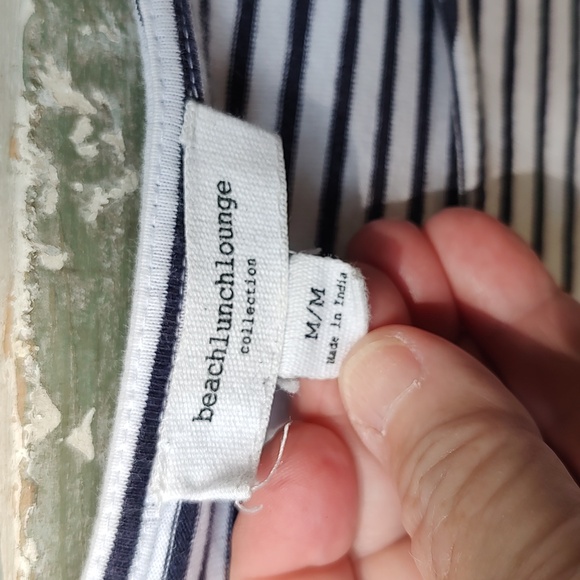 beachlunchlounge
collection
M/M
Made in India